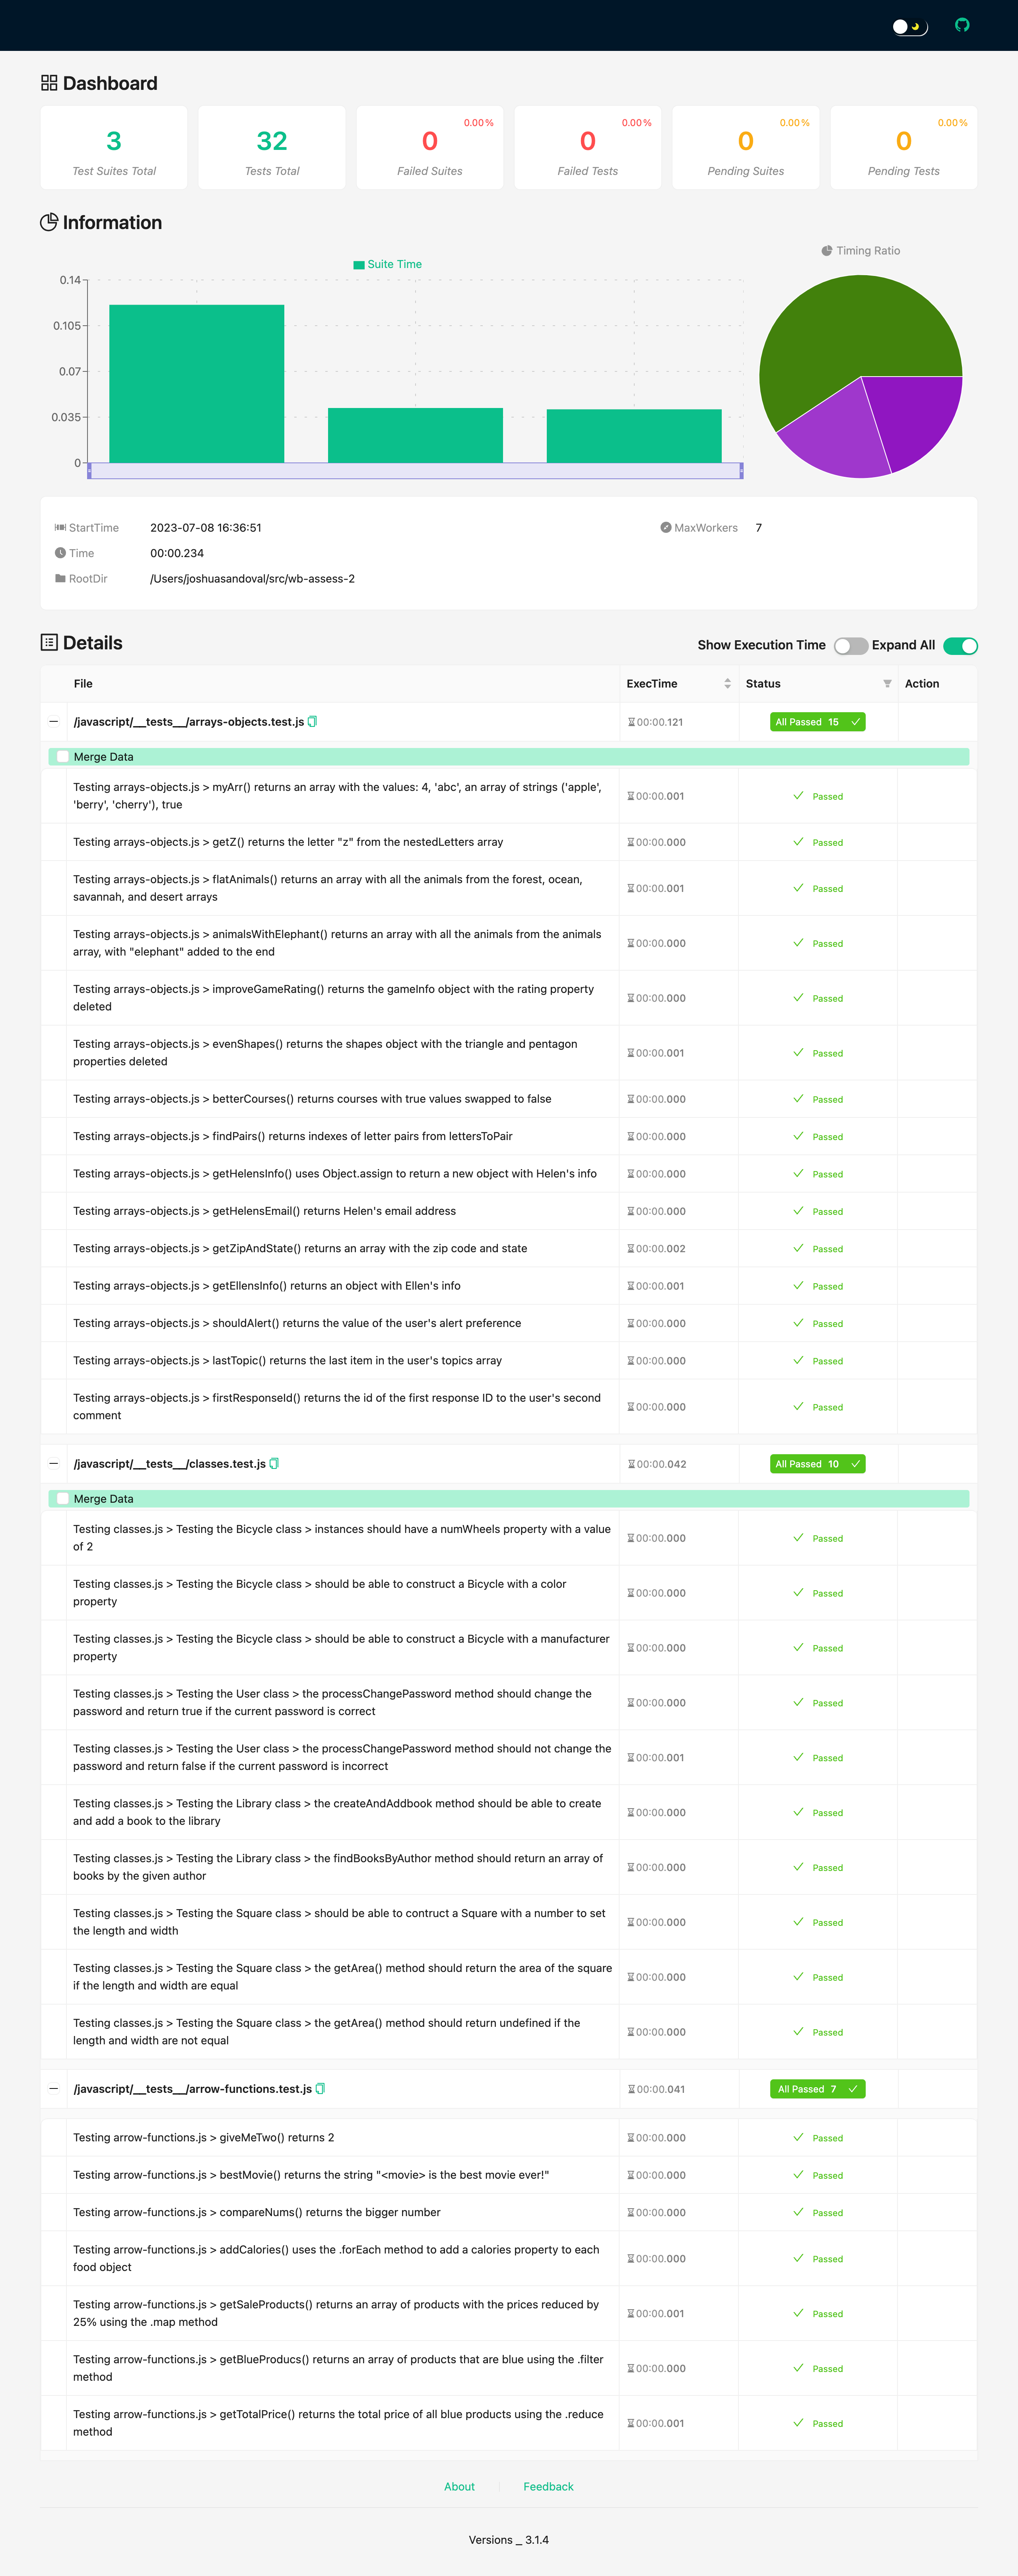 Dashboard
3
Test Suites Total
32
Tests Total
0.00%
0
Failed Suites
0.00%
0
Failed Tests
0.00%
0
Pending Suites
0.00%
0
Pending Tests
Information
Suite Time
0.14
0.105
0.07
0.035
0
Timing Ratio
StartTime 2023-07-08 16:36:51
MaxWorkers 7
Time 00:00.234
RootDir /Users/joshuasandoval/src/wb-assess-2
Details
Show Execution Time Expand All
File ExecTime Status Action
/javascript/__tests__/arrays-objects.test.js 00:00.121 All Passed 15
Merge Data
Testing arrays-objects.js > myArr() returns an array with the values: 4, 'abc', an array of strings ('apple',
'berry', 'cherry'), true
00:00.001 Passed
Testing arrays-objects.js > getZ() returns the letter "z" from the nestedLetters array 00:00.000 Passed
Testing arrays-objects.js > flatAnimals() returns an array with all the animals from the forest, ocean,
savannah, and desert arrays
00:00.001 Passed
Testing arrays-objects.js > animalsWithElephant() returns an array with all the animals from the animals
array, with "elephant" added to the end
00:00.000 Passed
Testing arrays-objects.js > improveGameRating() returns the gameInfo object with the rating property
deleted
00:00.000 Passed
Testing arrays-objects.js > evenShapes() returns the shapes object with the triangle and pentagon
properties deleted
00:00.001 Passed
Testing arrays-objects.js > betterCourses() returns courses with true values swapped to false 00:00.000 Passed
Testing arrays-objects.js > findPairs() returns indexes of letter pairs from lettersToPair 00:00.000 Passed
Testing arrays-objects.js > getHelensInfo() uses Object.assign to return a new object with Helen's info 00:00.000 Passed
Testing arrays-objects.js > getHelensEmail() returns Helen's email address 00:00.000 Passed
Testing arrays-objects.js > getZipAndState() returns an array with the zip code and state 00:00.002 Passed
Testing arrays-objects.js > getEllensInfo() returns an object with Ellen's info 00:00.001 Passed
Testing arrays-objects.js > shouldAlert() returns the value of the user's alert preference 00:00.000 Passed
Testing arrays-objects.js > lastTopic() returns the last item in the user's topics array 00:00.000 Passed
Testing arrays-objects.js > firstResponseId() returns the id of the first response ID to the user's second
comment
00:00.000 Passed
/javascript/__tests__/classes.test.js 00:00.042 All Passed 10
Merge Data
Testing classes.js > Testing the Bicycle class > instances should have a numWheels property with a value
of 2
00:00.000 Passed
Testing classes.js > Testing the Bicycle class > should be able to construct a Bicycle with a color
property
00:00.000 Passed
Testing classes.js > Testing the Bicycle class > should be able to construct a Bicycle with a manufacturer
property
00:00.000 Passed
Testing classes.js > Testing the User class > the processChangePassword method should change the
password and return true if the current password is correct
00:00.000 Passed
Testing classes.js > Testing the User class > the processChangePassword method should not change the
password and return false if the current password is incorrect
00:00.001 Passed
Testing classes.js > Testing the Library class > the createAndAddbook method should be able to create
and add a book to the library
00:00.000 Passed
Testing classes.js > Testing the Library class > the findBooksByAuthor method should return an array of
books by the given author
00:00.000 Passed
Testing classes.js > Testing the Square class > should be able to contruct a Square with a number to set
the length and width
00:00.000 Passed
Testing classes.js > Testing the Square class > the getArea() method should return the area of the square
if the length and width are equal
00:00.000 Passed
Testing classes.js > Testing the Square class > the getArea() method should return undefined if the
length and width are not equal
00:00.000 Passed
/javascript/__tests__/arrow-functions.test.js 00:00.041 All Passed 7
Testing arrow-functions.js > giveMeTwo() returns 2 00:00.000 Passed
Testing arrow-functions.js > bestMovie() returns the string "<movie> is the best movie ever!" 00:00.000 Passed
Testing arrow-functions.js > compareNums() returns the bigger number 00:00.000 Passed
Testing arrow-functions.js > addCalories() uses the .forEach method to add a calories property to each
food object
00:00.000 Passed
Testing arrow-functions.js > getSaleProducts() returns an array of products with the prices reduced by
25% using the .map method
00:00.001 Passed
Testing arrow-functions.js > getBlueProducs() returns an array of products that are blue using the .filter
method
00:00.000 Passed
Testing arrow-functions.js > getTotalPrice() returns the total price of all blue products using the .reduce
method
00:00.001 Passed
About Feedback
Versions _ 3.1.4